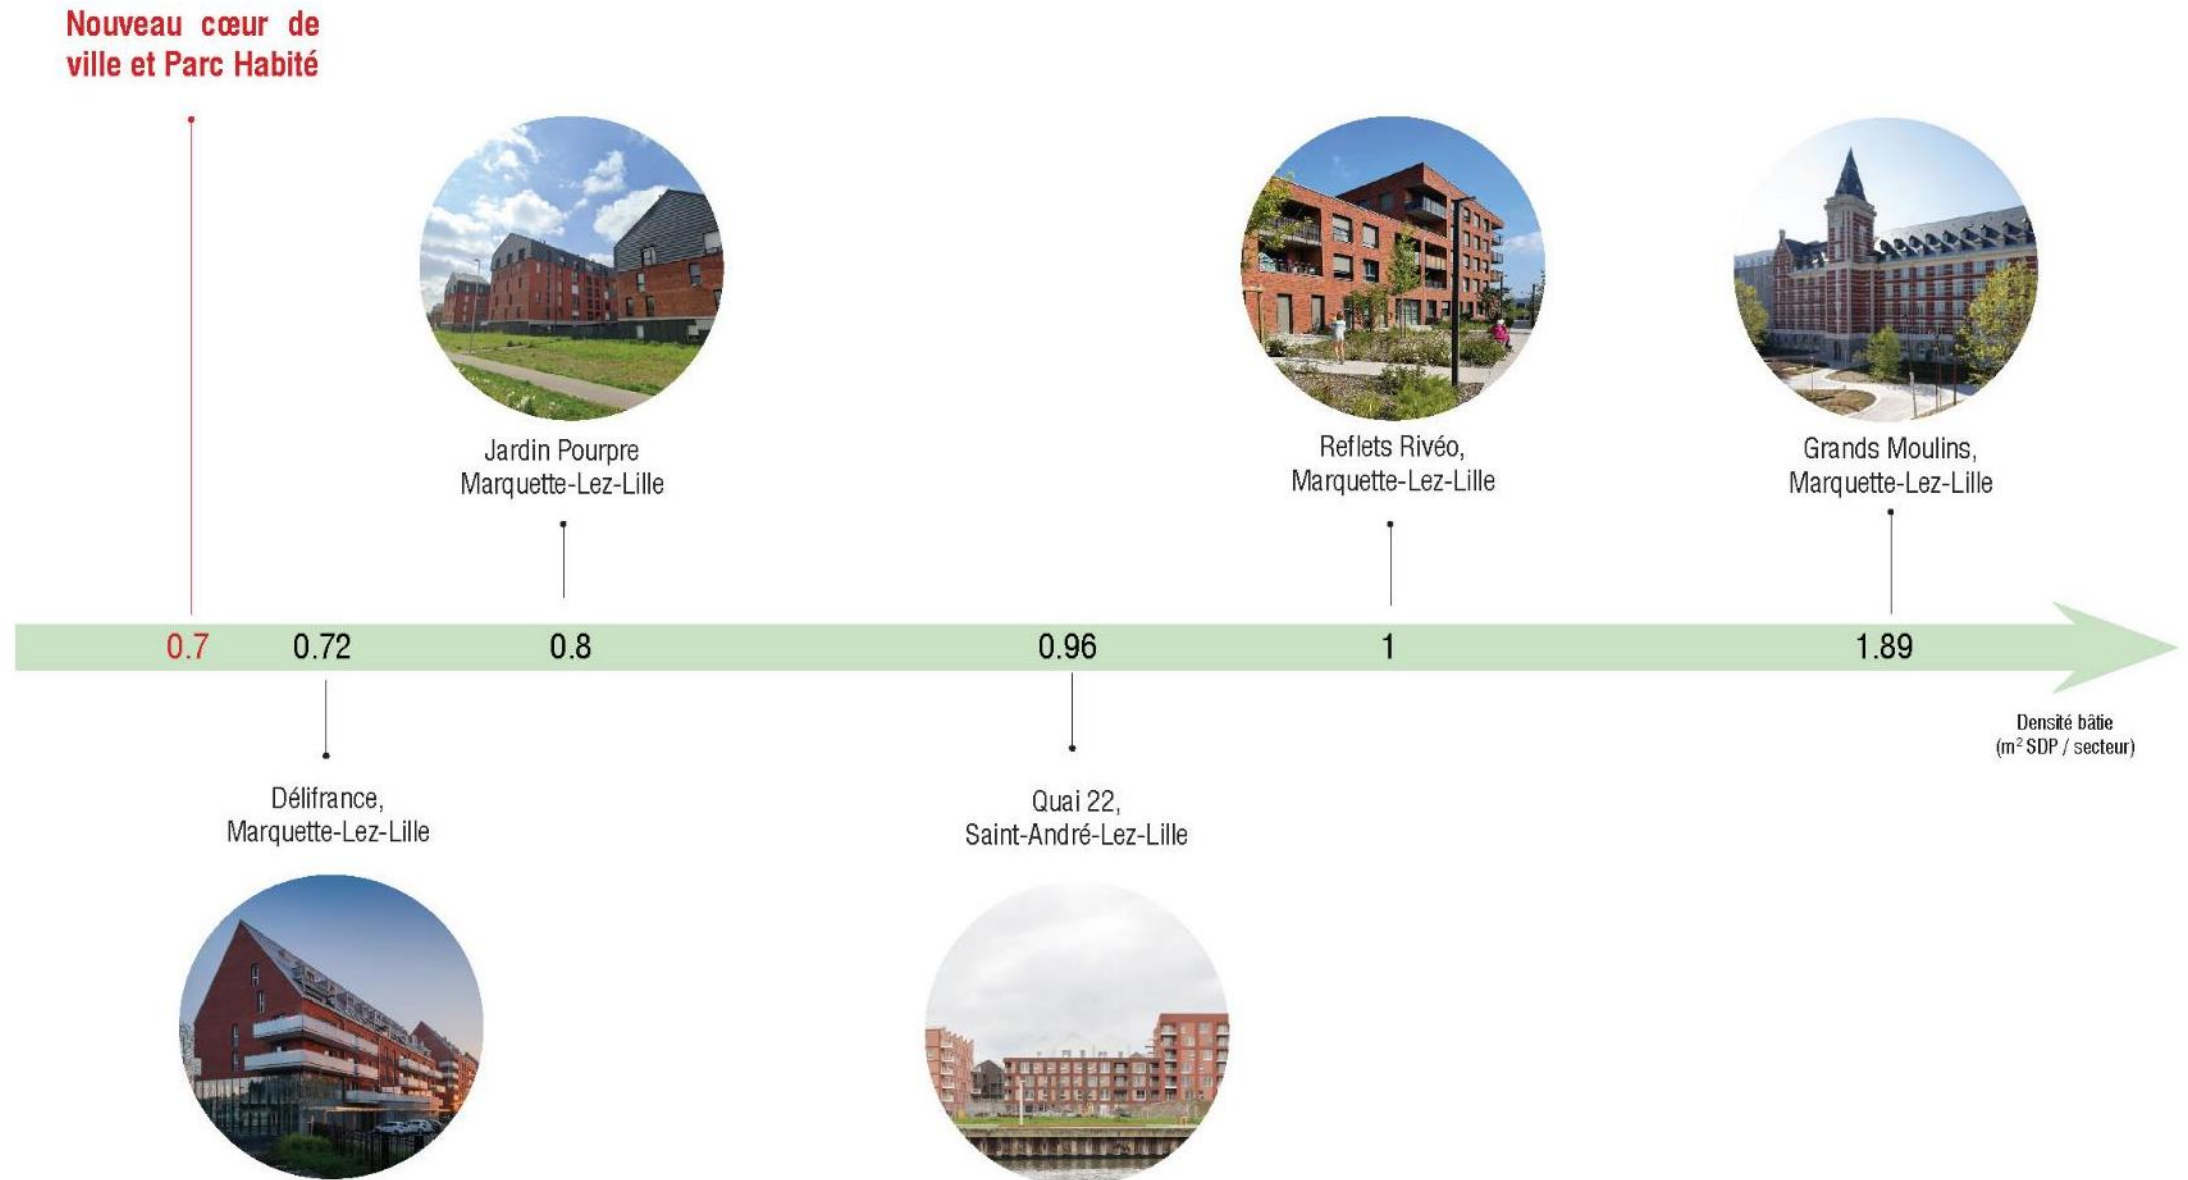 Nouveau cœur de
ville et Parc Habité
Jardin Pourpre
Marquette-Lez-Lille
Reflets Rivéo,
Marquette-Lez-Lille
Grands Moulins,
Marquette-Lez-Lille
0.7 0.72 0.8 0.96 1 1.89
Densité bâtie
(m² SDP / secteur)
Délifrance,
Marquette-Lez-Lille
Quai 22,
Saint-André-Lez-Lille